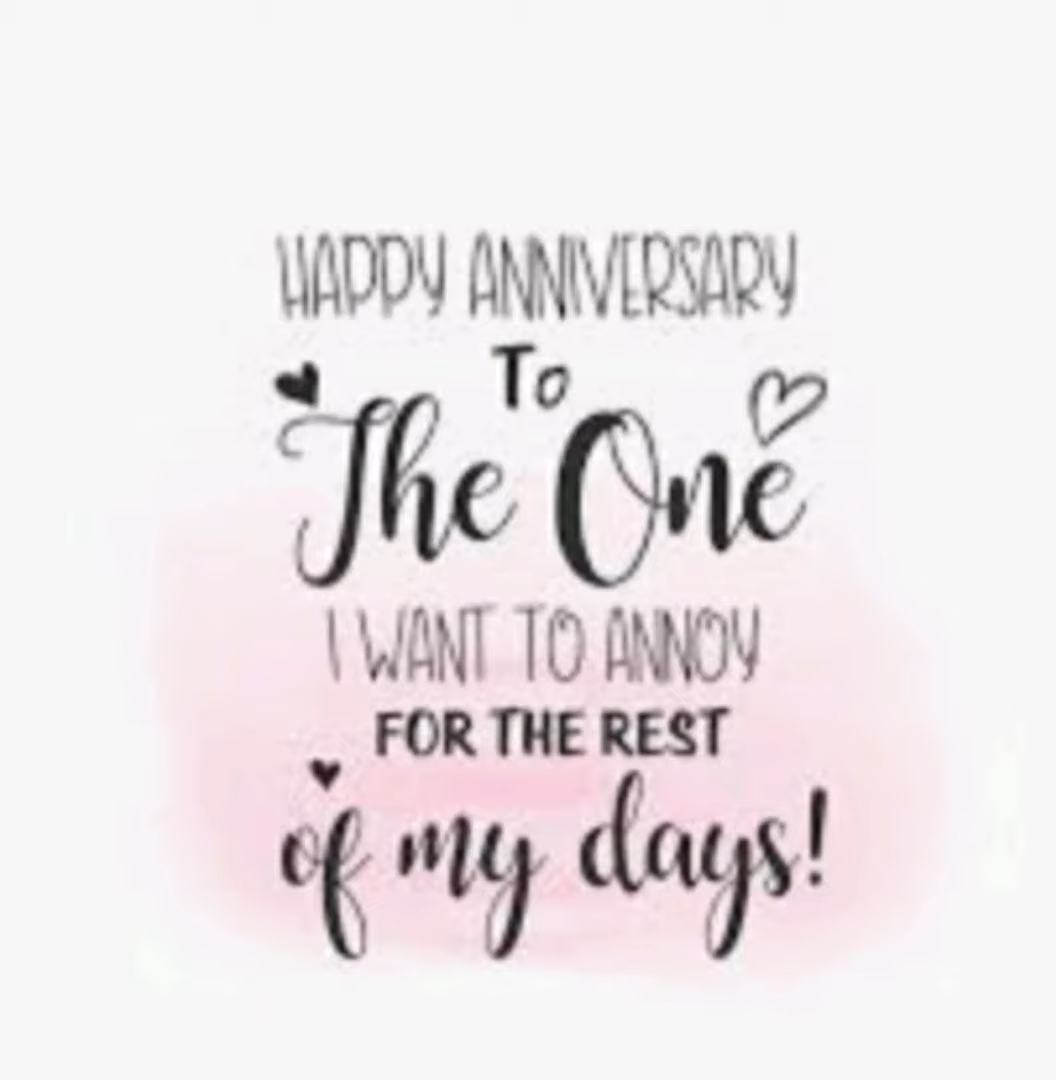 HAPPY ANNIVERSARY
To
The One
I WANT TO ANNOY
FOR THE REST
of my days!